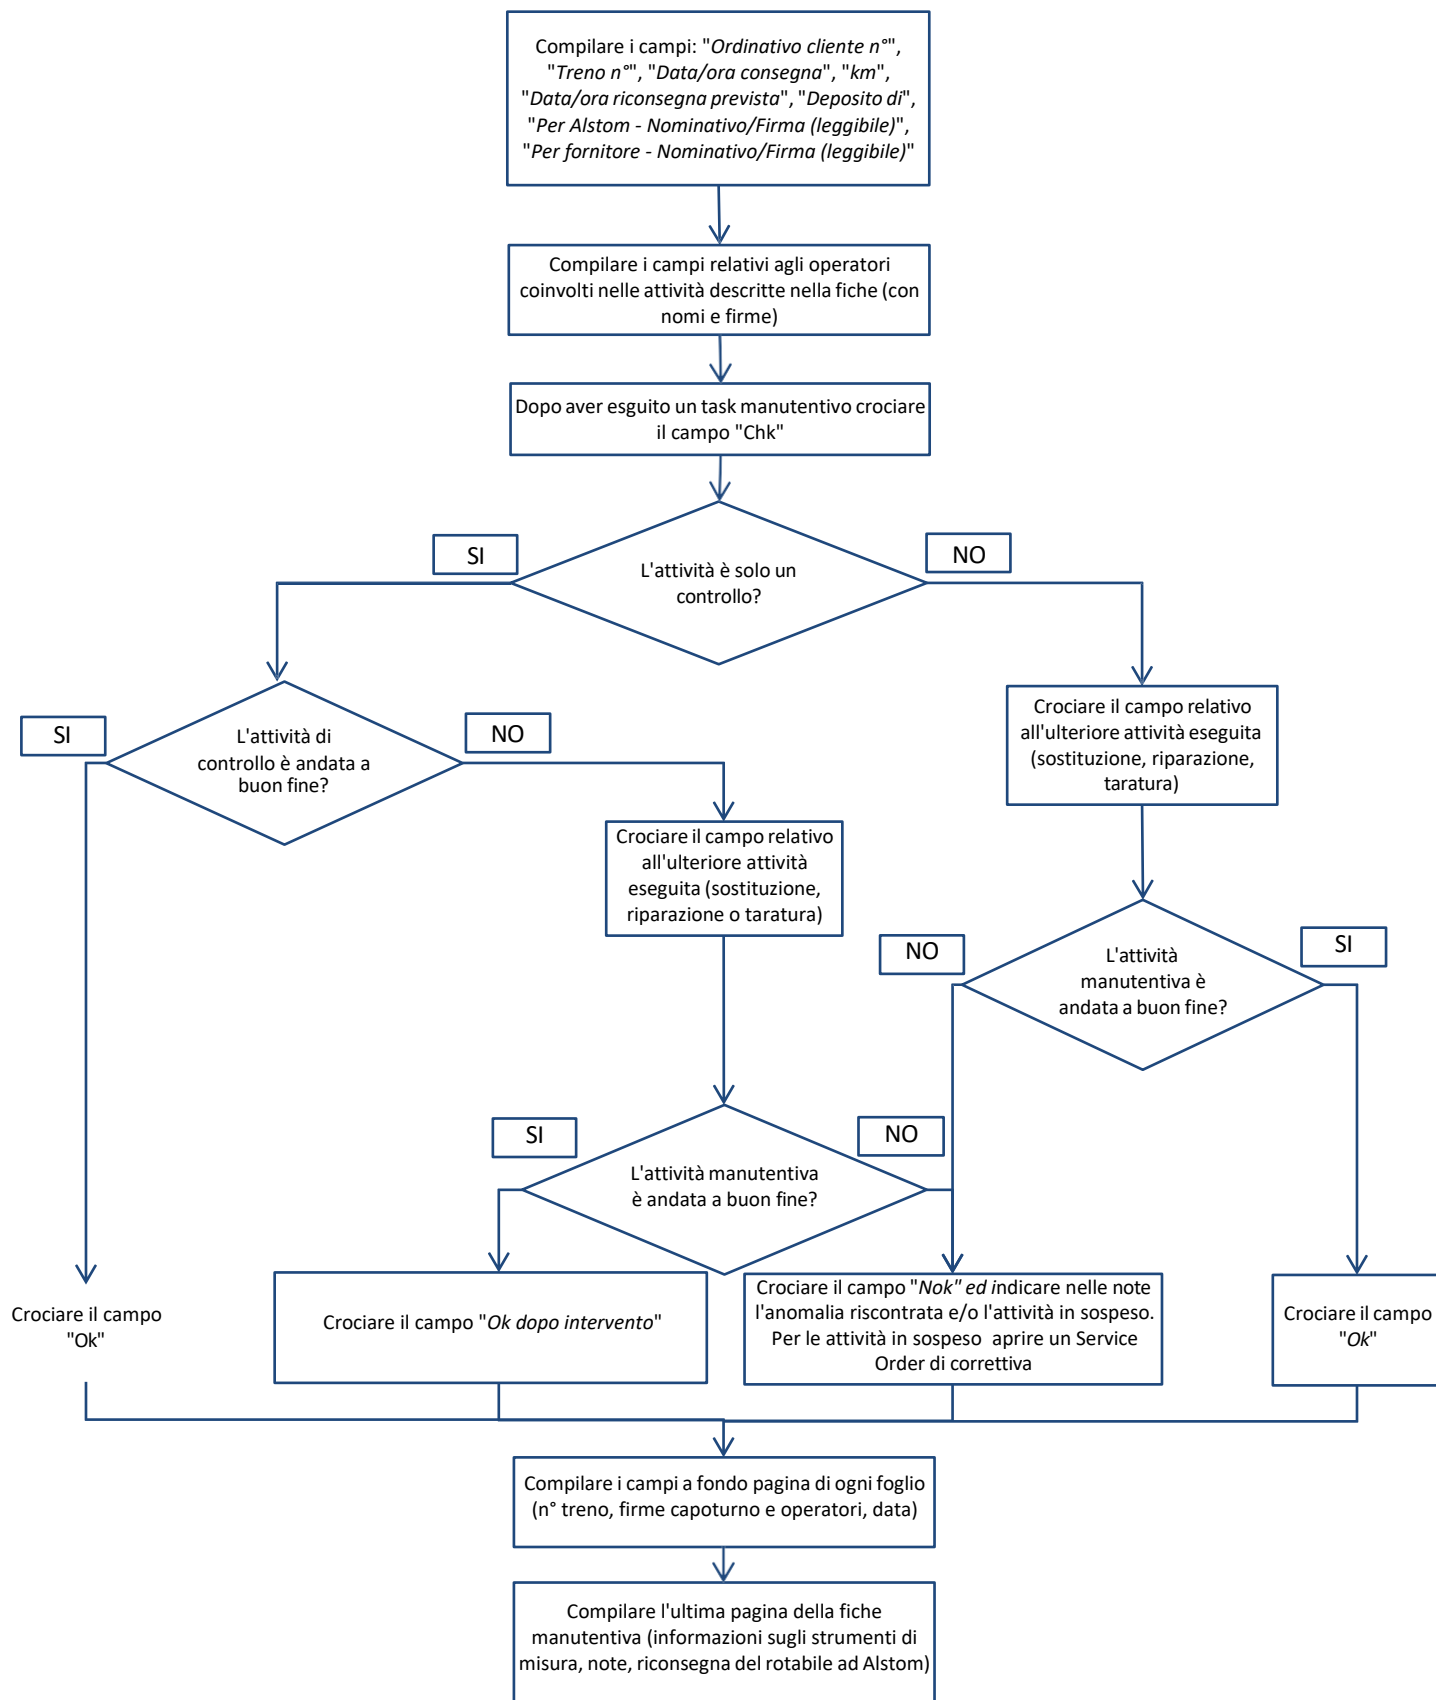 Compilare i campi: "Ordinativo cliente n°",
"Treno n°", "Data/ora consegna", "km",
"Data/ora riconsegna prevista", "Deposito di",
"Per Alstom - Nominativo/Firma (leggibile)",
"Per fornitore - Nominativo/Firma (leggibile)"
Compilare i campi relativi agli operatori
coinvolti nelle attività descritte nella fiche (con
nomi e firme)
Dopo aver esguito un task manutentivo crociare
il campo "Chk"
SI
NO
L'attività è solo un
controllo?
SI
NO
L'attività di
controllo è andata a
buon fine?
Crociare il campo relativo
all'ulteriore attività eseguita
(sostituzione, riparazione,
taratura)
Crociare il campo relativo
all'ulteriore attività
eseguita (sostituzione,
riparazione o taratura)
NO
SI
L'attività
manutentiva è
andata a buon fine?
SI
NO
L'attività manutentiva
è andata a buon fine?
Crociare il campo
"Ok"
Crociare il campo "Ok dopo intervento"
Crociare il campo "Nok" ed indicare nelle note
l'anomalia riscontrata e/o l'attività in sospeso.
Per le attività in sospeso aprire un Service
Order di correttiva
Crociare il campo
"Ok"
Compilare i campi a fondo pagina di ogni foglio
(n° treno, firme capoturno e operatori, data)
Compilare l'ultima pagina della fiche
manutentiva (informazioni sugli strumenti di
misura, note, riconsegna del rotabile ad Alstom)